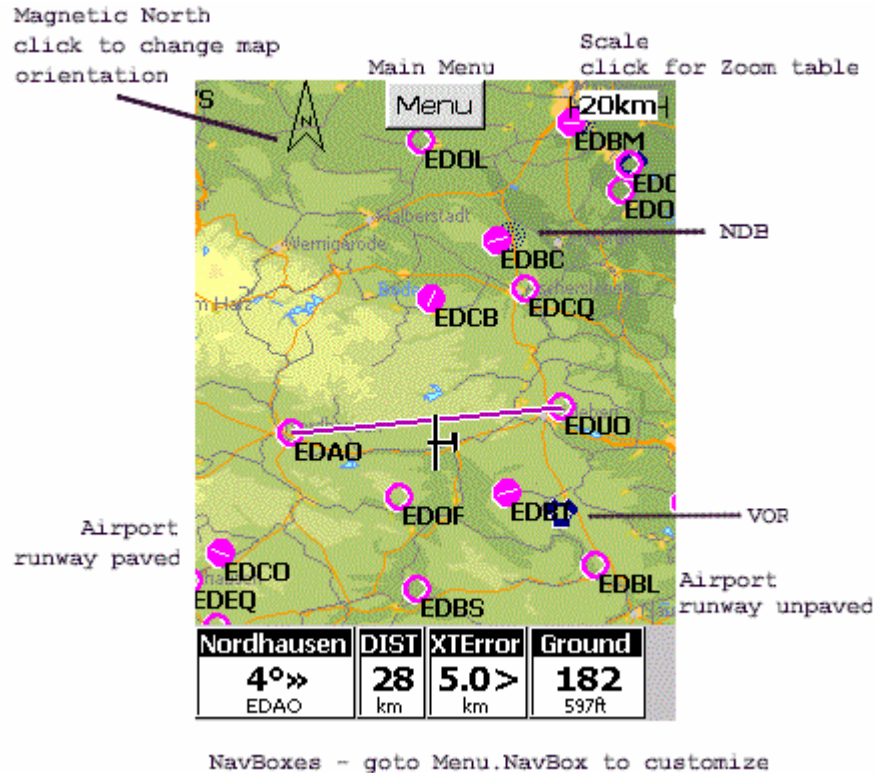 Magnetic North
click to change map
orientation
Main Menu
Scale
click for Zoom table
Menu
20km
N
EDOL
EDBM
Halberstadt
Wernigerode
NDB
EDBC
EDCB
EDCQ
EDAO
EDUO
EDOF
VOR
Airport
runway paved
EDCO
EDEQ
EDBS
EDBL
Airport
runway unpaved
Nordhausen DIST XTError Ground
4°» 28 5.0> 182
EDAO km km 597ft
NavBoxes - goto Menu.NavBox to customize